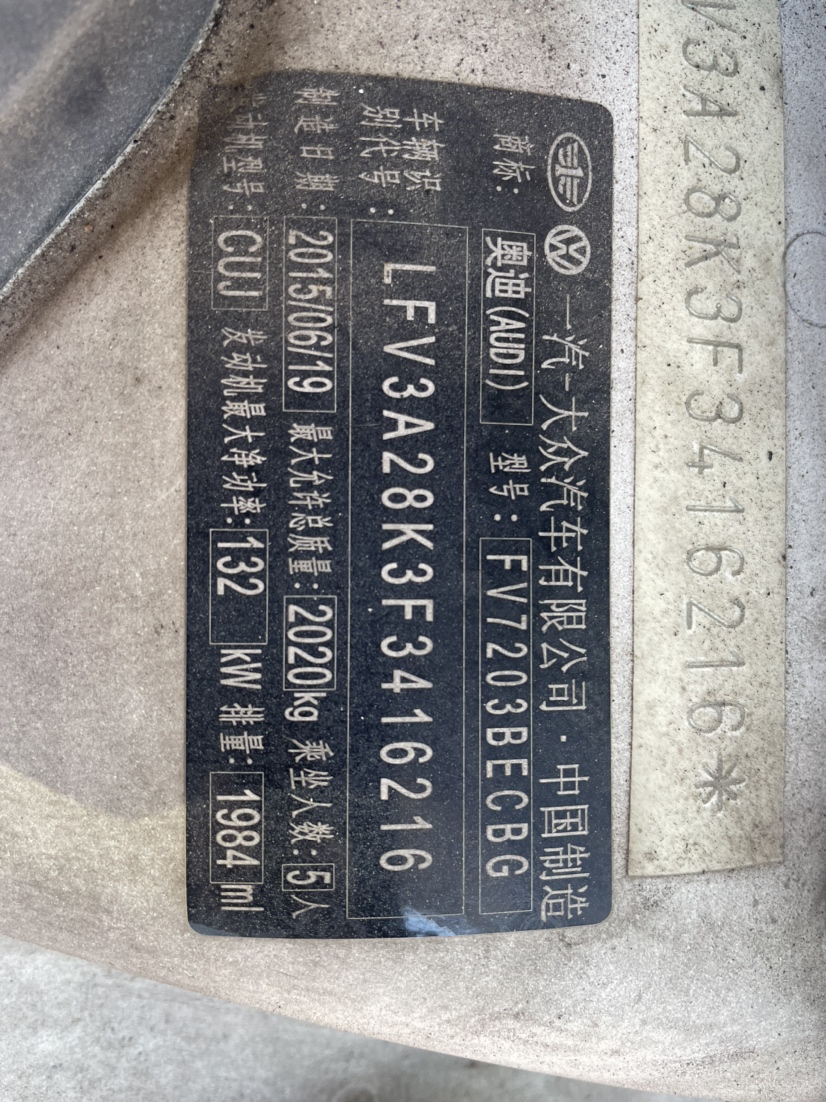 一汽-大众汽车有限公司·中国制造
商标: 奥迪(AUDI) 型号: FV7203BECBG
车辆识别代号: LFV3A28K3F3416216
制造日期: 2015/06/19 最大允许总质量: 2020kg 乘坐人数: 5人
发动机型号: CUJ 发动机最大净功率: 132 kW 排量: 1984ml
V3A28K3F3416216*